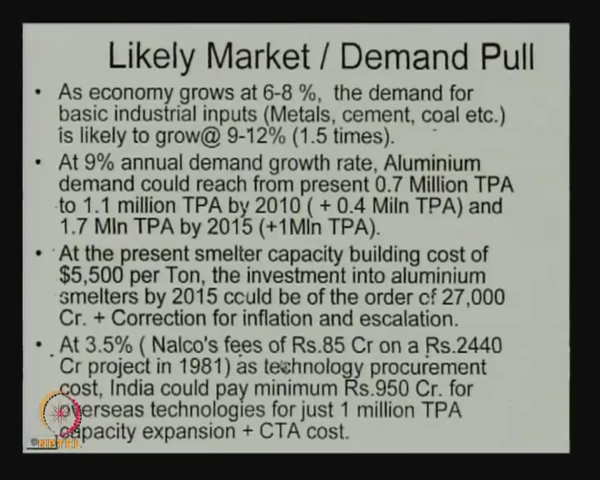 Likely Market / Demand Pull
• As economy grows at 6-8 %, the demand for
basic industrial inputs (Metals, cement, coal etc.)
is likely to grow@ 9-12% (1.5 times).
• At 9% annual demand growth rate, Aluminium
demand could reach from present 0.7 Million TPA
to 1.1 million TPA by 2010 ( + 0.4 Miln TPA) and
1.7 Mln TPA by 2015 (+1Mln TPA).
• At the present smelter capacity building cost of
$5,500 per Ton, the investment into aluminium
smelters by 2015 could be of the order of 27,000
Cr. + Correction for inflation and escalation.
• At 3.5% ( Nalco's fees of Rs.85 Cr on a Rs.2440
Cr project in 1981) as technology procurement
cost, India could pay minimum Rs.950 Cr. for
overseas technologies for just 1 million TPA
capacity expansion + CTA cost.
NPTEL